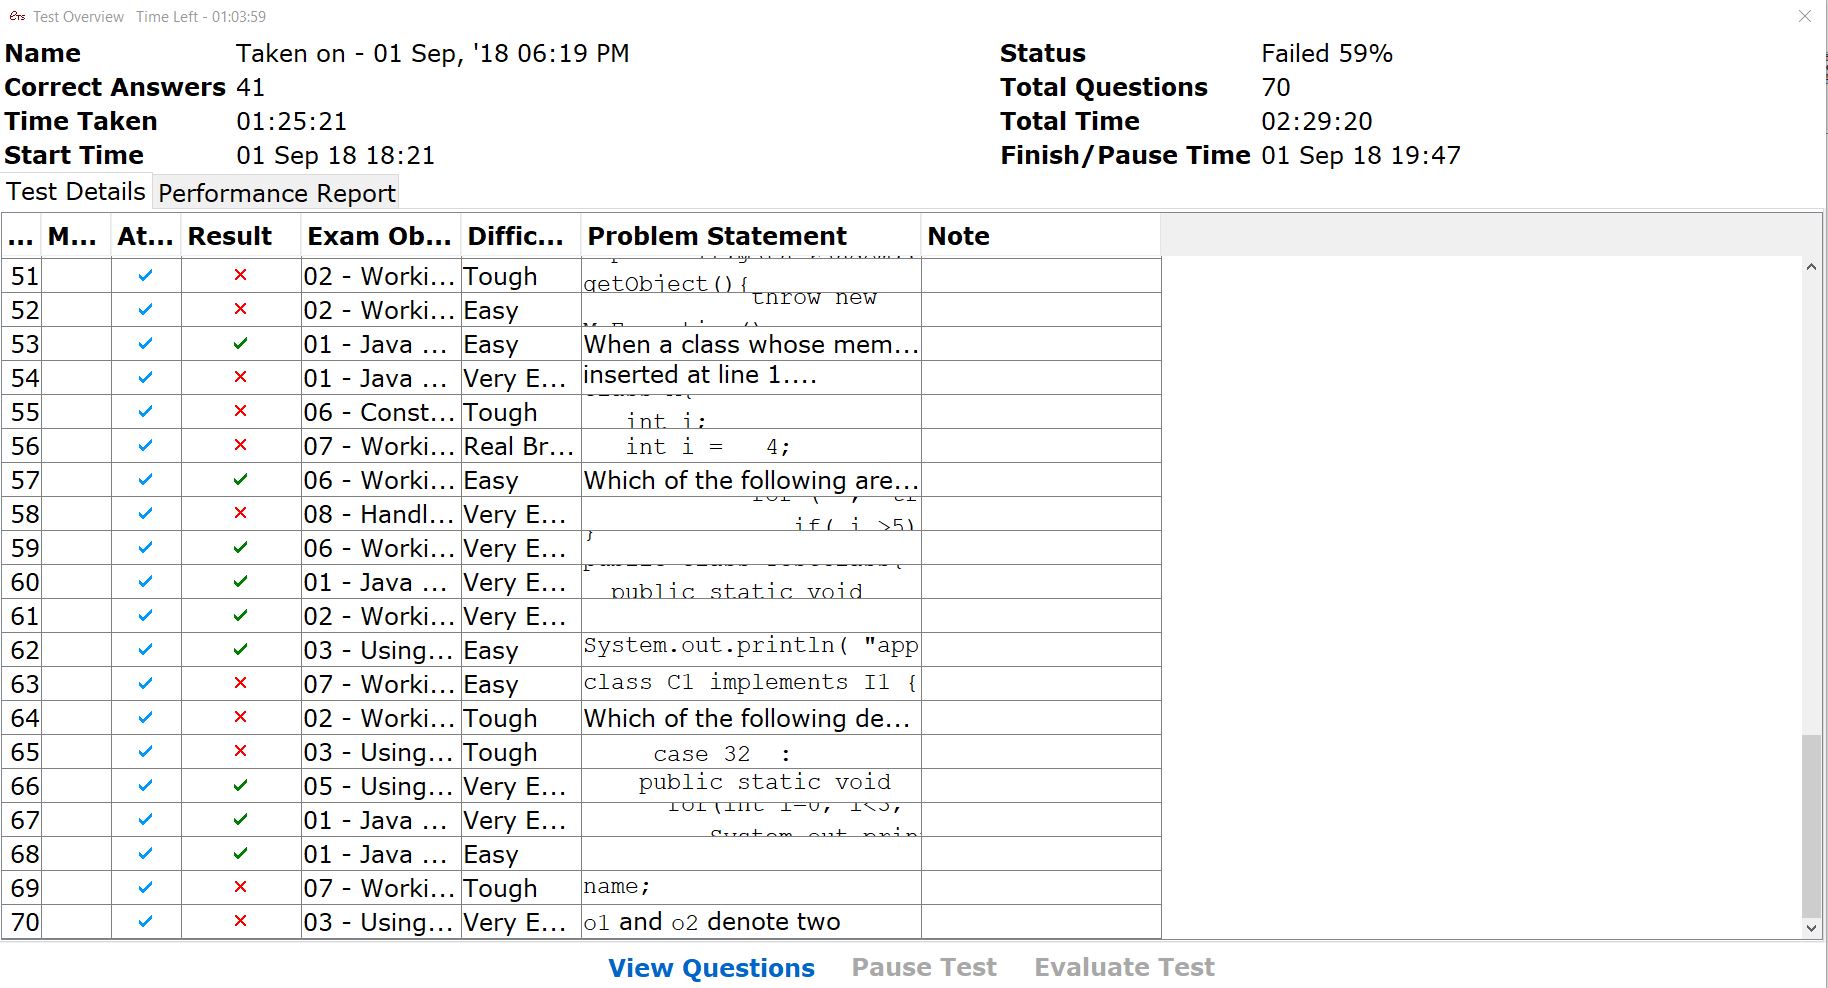 ETS Test Overview Time Left - 01:03:59
Name Taken on - 01 Sep, '18 06:19 PM Status Failed 59%
Correct Answers 41 Total Questions 70
Time Taken 01:25:21 Total Time 02:29:20
Start Time 01 Sep 18 18:21 Finish/Pause Time 01 Sep 18 19:47
Test Details Performance Report
... M... At... Result Exam Ob... Diffic... Problem Statement Note
51 02 - Worki... Tough getObject(){
52 02 - Worki... Easy throw new
53 01 - Java ... Easy When a class whose mem...
54 01 - Java ... Very E... inserted at line 1....
55 06 - Const... Tough int i;
56 07 - Worki... Real Br... int i = 4;
57 06 - Worki... Easy Which of the following are...
58 08 - Handl... Very E... if( i >5)
59 06 - Worki... Very E... }
60 01 - Java ... Very E... public static void
61 02 - Worki... Very E...
62 03 - Using... Easy System.out.println( "app
63 07 - Worki... Easy class C1 implements I1 {
64 02 - Worki... Tough Which of the following de...
65 03 - Using... Tough case 32 :
66 05 - Using... Very E... public static void
67 01 - Java ... Very E...
68 01 - Java ... Easy
69 07 - Worki... Tough name;
70 03 - Using... Very E... o1 and o2 denote two
View Questions Pause Test Evaluate Test